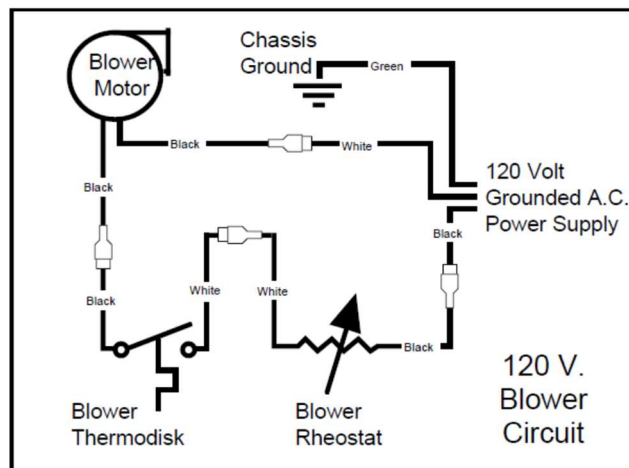 Blower
Motor
Chassis
Ground
Green
Black
White
120 Volt
Grounded A.C.
Power Supply
Black
Black
Black
White
White
Black
Blower
Thermodisk
Blower
Rheostat
120 V.
Blower
Circuit